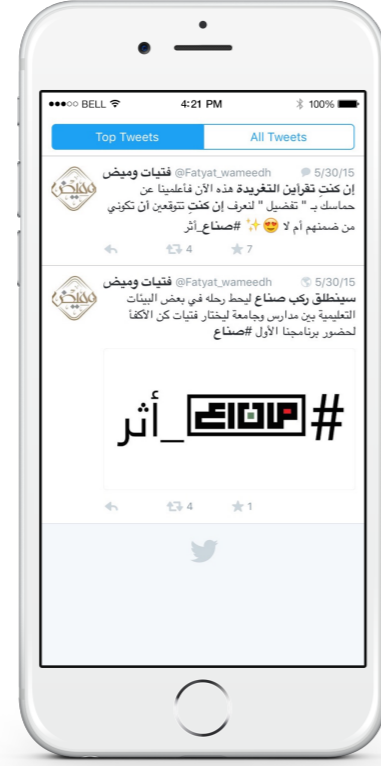 ●●●○○ BELL 4:21 PM 100%
Top Tweets All Tweets
فتيات وميض @Fatyat_wameedh 5/30/15
إن كنتِ تقرأين التغريدة هذه الآن فأعلمينا عن
حماسك بـ " تفضيل " لنعرف إن كنتِ تتوقعين أن تكوني
من ضمنهم أم لا 😍✨ #صناع_أثر
4 7
فتيات وميض @Fatyat_wameedh 5/30/15
سينطلق ركب صناع ليحط رحله في بعض البيئات
التعليمية بين مدارس وجامعة ليختار فتيات كن الأكفأ
لحضور برنامجنا الأول #صناع
#صناع_أثر
4 1